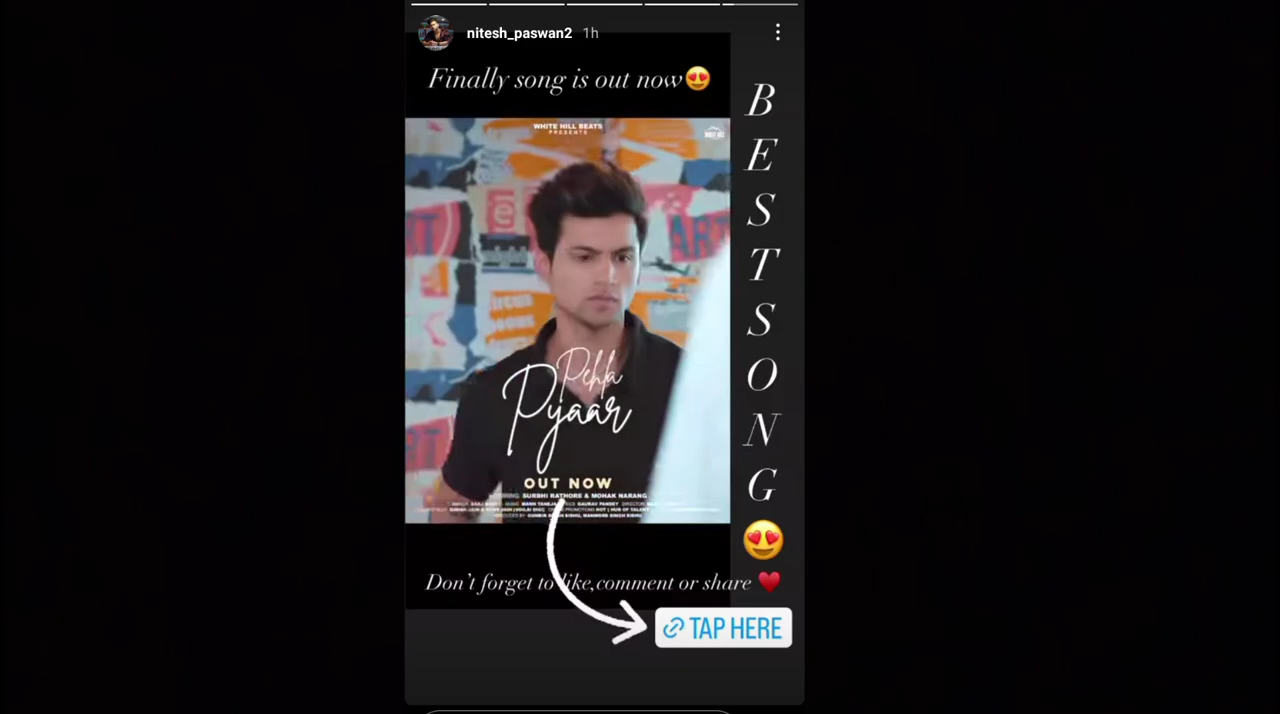 nitesh_paswan2 1h
Finally song is out now😍
WHITE HILL BEATS
PRESENTS
Pehla
Pyaar
OUT NOW
SURBHI RATHORE & MOHAK NARANG
Don't forget to like,comment or share ♥
TAP HERE
B
E
S
T
S
O
N
G
😍